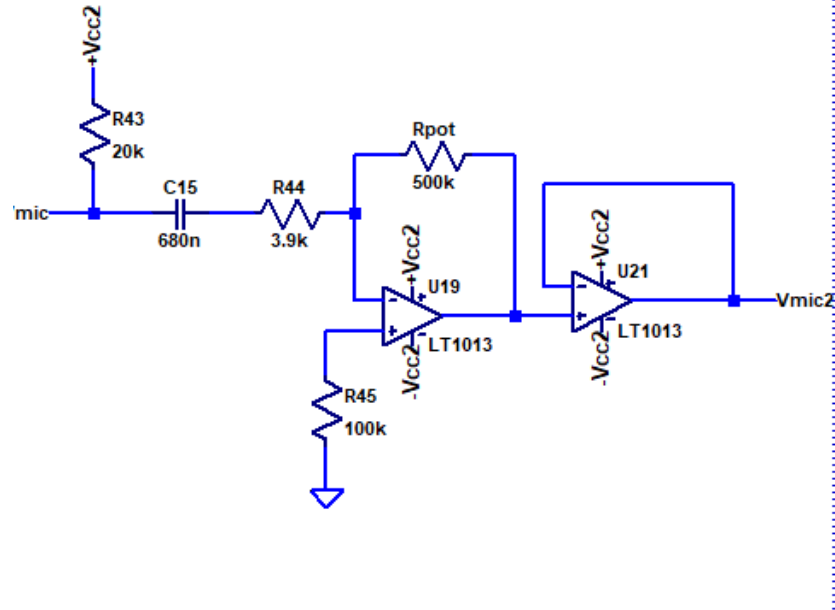 +Vcc2
R43
20k
Vmic
C15
680n
R44
3.9k
Rpot
500k
+Vcc2
U19
LT1013
-Vcc2
R45
100k
+Vcc2
U21
LT1013
-Vcc2
Vmic2